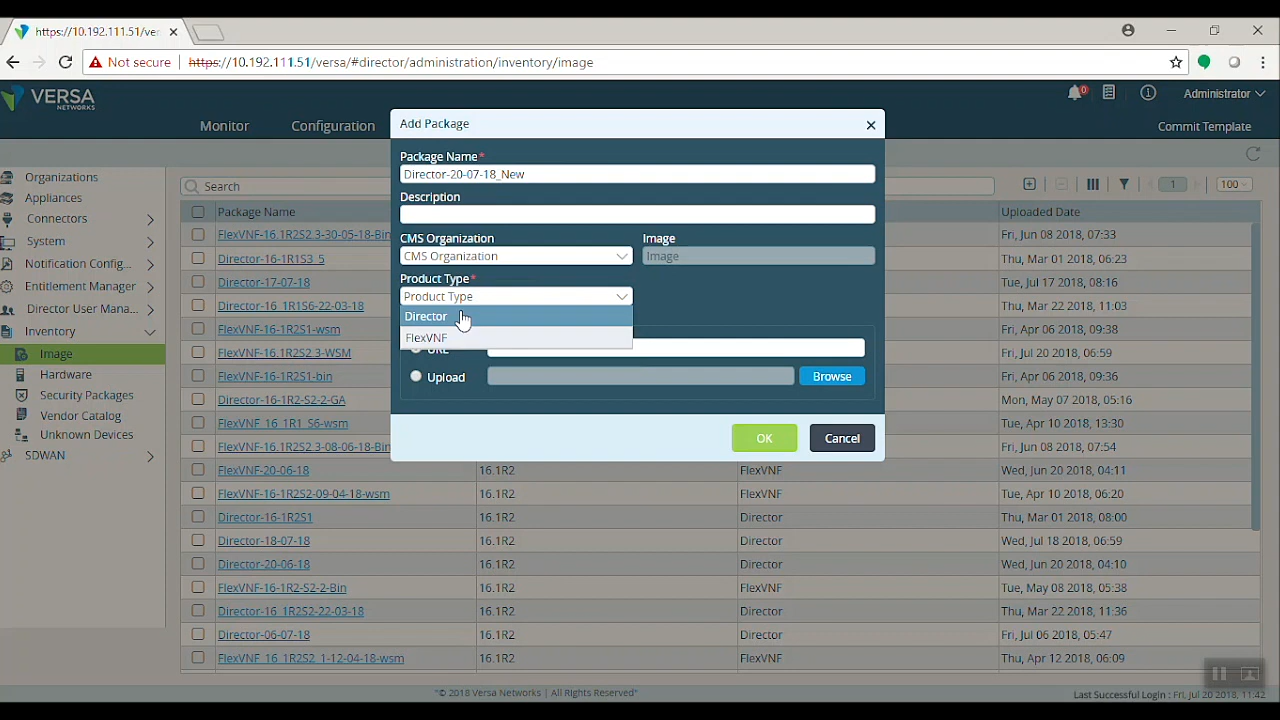 https://10.192.111.51/ver
Not secure | https://10.192.111.51/versa/#director/administration/inventory/image
VERSA
NETWORKS
0
Administrator
Monitor
Configuration
Commit Template
Organizations
Appliances
Connectors
System
Notification Config...
Entitlement Manager
Director User Mana...
Inventory
Image
Hardware
Security Packages
Vendor Catalog
Unknown Devices
SDWAN
Search
1
100
Package Name
Uploaded Date
FlexVNF-16.1R2S2.3-30-05-18-Bin
Fri, Jun 08 2018, 07:33
Director-16-1R1S3_5
Thu, Mar 01 2018, 06:23
Director-17-07-18
Tue, Jul 17 2018, 08:16
Director-16_1R1S6-22-03-18
Thu, Mar 22 2018, 11:03
FlexVNF-16-1R2S1-wsm
Fri, Apr 06 2018, 09:38
FlexVNF-16.1R2S2.3-WSM
Fri, Jul 20 2018, 06:59
FlexVNF-16-1R2S1-bin
Fri, Apr 06 2018, 09:36
Director-16-1R2-S2-2-GA
Mon, May 07 2018, 05:16
FlexVNF_16_1R1_S6-wsm
Tue, Apr 10 2018, 13:30
FlexVNF-16.1R2S2.3-08-06-18-Bin
Fri, Jun 08 2018, 07:54
FlexVNF-20-06-18 16.1R2 FlexVNF Wed, Jun 20 2018, 04:11
FlexVNF-16-1R2S2-09-04-18-wsm 16.1R2 FlexVNF Tue, Apr 10 2018, 06:20
Director-16-1R2S1 16.1R2 Director Thu, Mar 01 2018, 08:00
Director-18-07-18 16.1R2 Director Wed, Jul 18 2018, 06:59
Director-20-06-18 16.1R2 Director Wed, Jun 20 2018, 04:10
FlexVNF-16-1R2-S2-2-Bin 16.1R2 FlexVNF Tue, May 08 2018, 05:38
Director-16_1R2S2-22-03-18 16.1R2 Director Thu, Mar 22 2018, 11:36
Director-06-07-18 16.1R2 Director Fri, Jul 06 2018, 05:47
FlexVNF_16_1R2S2_1-12-04-18-wsm 16.1R2 FlexVNF Thu, Apr 12 2018, 06:09
Add Package
Package Name*
Director-20-07-18_New
Description
CMS Organization
CMS Organization
Image
Image
Product Type*
Product Type
Director
FlexVNF
URL
Upload
Browse
OK
Cancel
"© 2018 Versa Networks | All Rights Reserved"
Last Successful Login : Fri, Jul 20 2018, 11:42